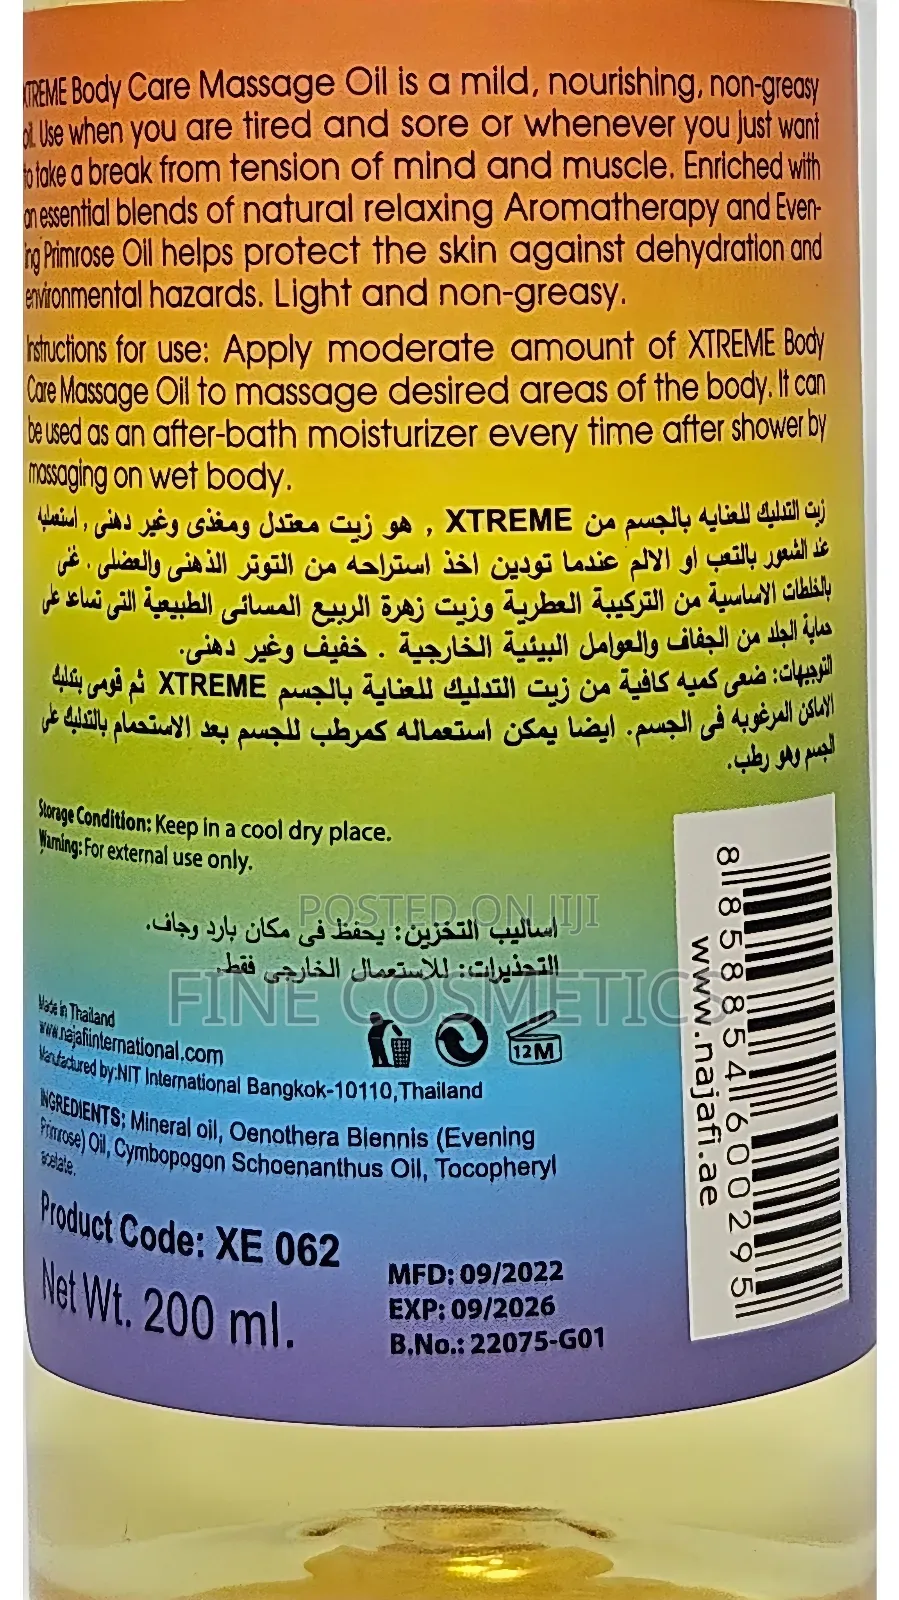 XTREME Body Care Massage Oil is a mild, nourishing, non-greasy
oil. Use when you are tired and sore or whenever you just want
to take a break from tension of mind and muscle. Enriched with
an essential blends of natural relaxing Aromatherapy and Even-
ing Primrose Oil helps protect the skin against dehydration and
environmental hazards. Light and non-greasy.
Instructions for use: Apply moderate amount of XTREME Body
Care Massage Oil to massage desired areas of the body. It can
be used as an after-bath moisturizer every time after shower by
massaging on wet body.
زيت التدليك للعنايه بالجسم من XTREME , هو زيت معتدل ومغذى وغير دهنى , استعمليه
عند الشعور بالتعب او الالم عندما تودين اخذ استراحه من التوتر الذهنى والعضلى . غنى
بالخلطات الاساسية من التركيبة العطرية وزيت زهرة الربيع المسائى الطبيعية التى تساعد على
حماية الجلد من الجفاف والعوامل البيئية الخارجية . خفيف وغير دهنى.
التوجيهات: ضعى كميه كافية من زيت التدليك للعناية بالجسم XTREME ثم قومى بتدليك
الاماكن المرغوبه فى الجسم. ايضا يمكن استعماله كمرطب للجسم بعد الاستحمام بالتدليك على
الجسم وهو رطب.
Storage Condition: Keep in a cool dry place.
Warning: For external use only.
POSTED ON JIJI
اساليب التخزين: يحفظ فى مكان بارد وجاف.
التحذيرات: للاستعمال الخارجى فقط.
FINE COSMETICS
Made in Thailand
www.najafiinternational.com
Manufactured by:NIT International Bangkok-10110,Thailand
12M
INGREDIENTS: Mineral oil, Oenothera Biennis (Evening
Primrose) Oil, Cymbopogon Schoenanthus Oil, Tocopheryl
acetate.
Product Code: XE 062
Net Wt. 200 ml.
MFD: 09/2022
EXP: 09/2026
B.No.: 22075-G01
8 858854 600295
www.najafi.ae